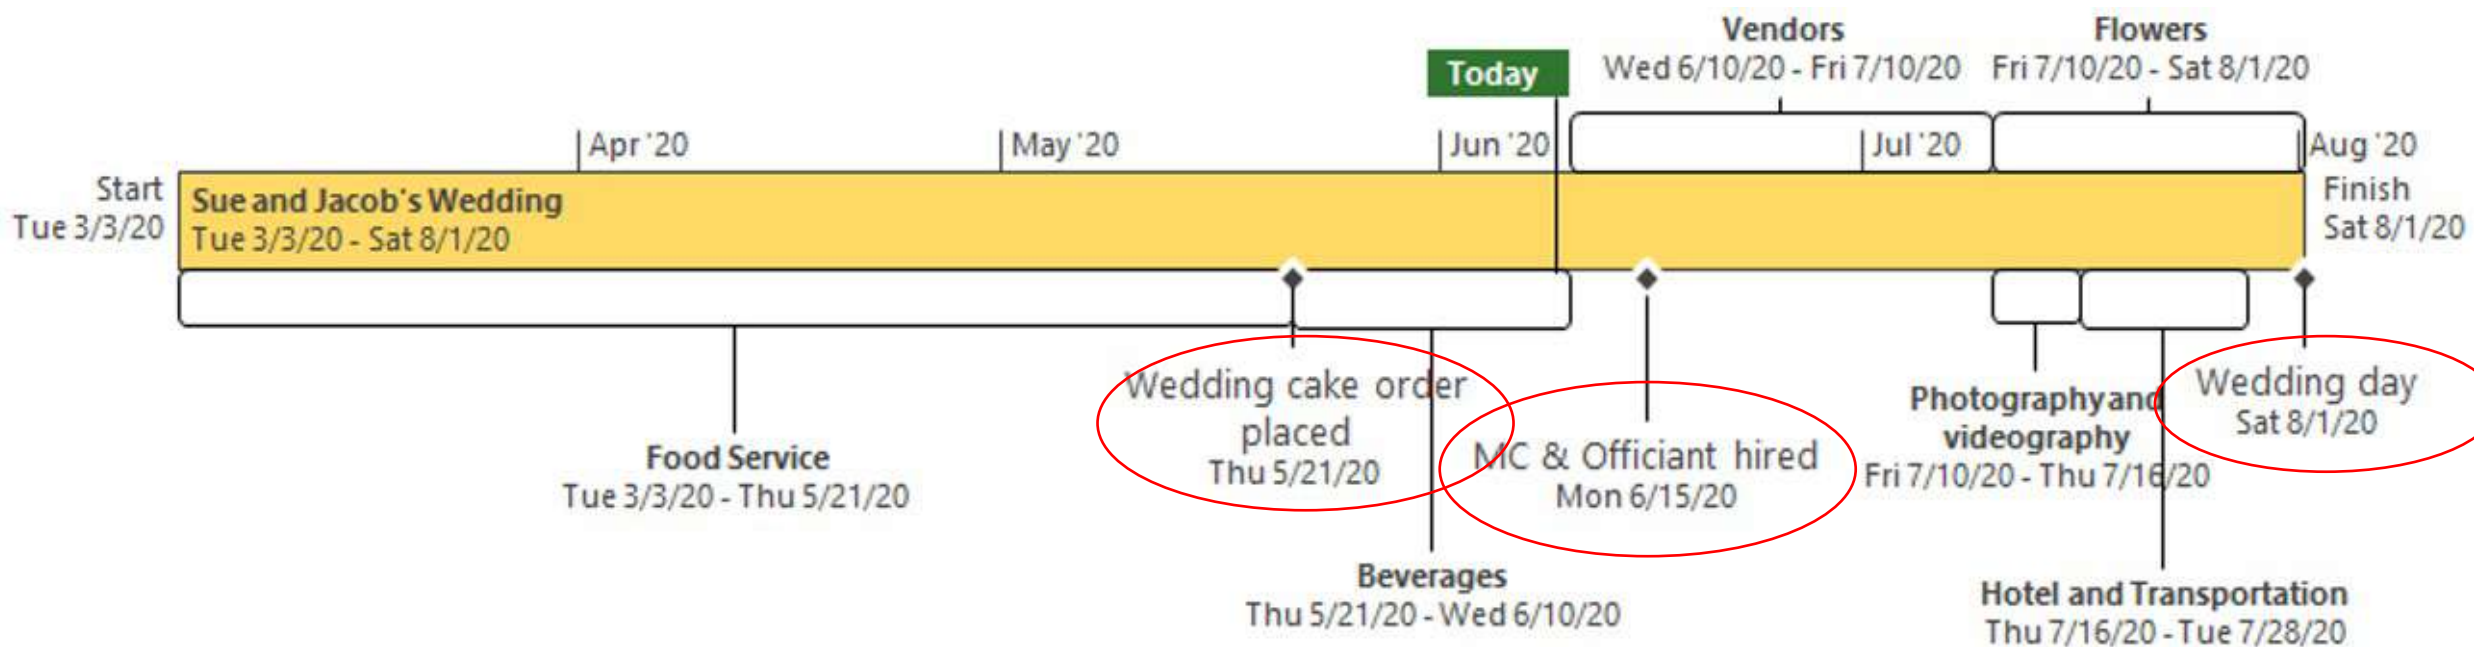 Vendors
Wed 6/10/20 - Fri 7/10/20
Flowers
Fri 7/10/20 - Sat 8/1/20
Today
Apr '20
May '20
Jun '20
Jul '20
Aug '20
Start
Tue 3/3/20
Sue and Jacob's Wedding
Tue 3/3/20 - Sat 8/1/20
Finish
Sat 8/1/20
Food Service
Tue 3/3/20 - Thu 5/21/20
Wedding cake order
placed
Thu 5/21/20
Beverages
Thu 5/21/20 - Wed 6/10/20
MC & Officiant hired
Mon 6/15/20
Photography and
videography
Fri 7/10/20 - Thu 7/16/20
Hotel and Transportation
Thu 7/16/20 - Tue 7/28/20
Wedding day
Sat 8/1/20